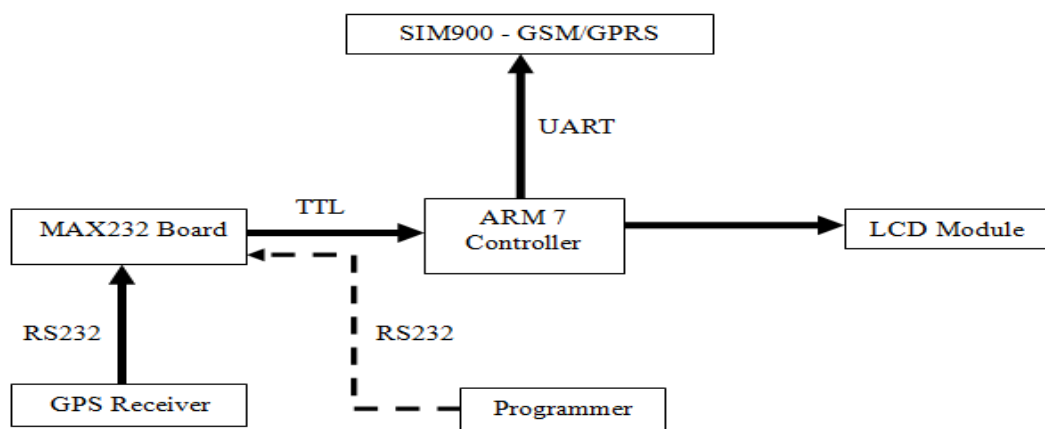 SIM900 - GSM/GPRS
UART
TTL
MAX232 Board
ARM 7
Controller
LCD Module
RS232
RS232
GPS Receiver
Programmer